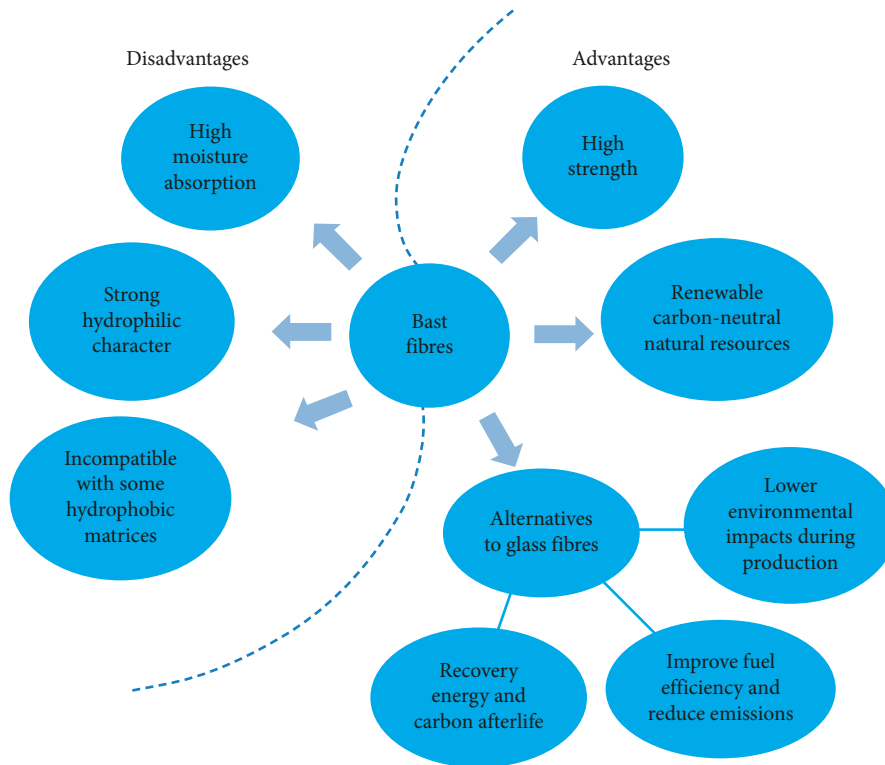 Disadvantages
Advantages
High
moisture
absorption
High
strength
Strong
hydrophilic
character
Bast
fibres
Renewable
carbon-neutral
natural resources
Incompatible
with some
hydrophobic
matrices
Alternatives
to glass fibres
Lower
environmental
impacts during
production
Recovery
energy and
carbon afterlife
Improve fuel
efficiency and
reduce emissions